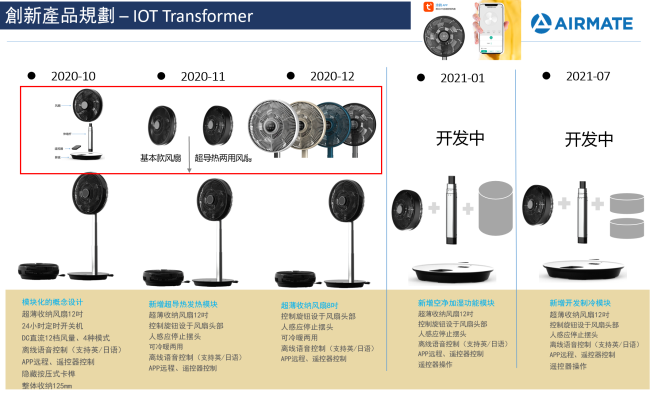 創新產品規劃 – IOT Transformer
AIRMATE
2020-10
2020-11
2020-12
2021-01
2021-07
基本款风扇
超导热两用风扇
开发中
开发中
模块化的概念设计
超薄收纳风扇12吋
24小时定时开关机
DC直流12档风量、4种模式
离线语音控制（支持英/日语）
APP远程、遥控器控制
隐藏按压式卡榫
整体收纳125mm
新增超导热发热模块
超薄收纳风扇12吋
控制旋钮设于风扇头部
人感应停止摆头
可冷暖两用
离线语音控制（支持英/日语）
APP远程、遥控器控制
超薄收纳风扇8吋
控制旋钮设于风扇头部
人感应停止摆头
可冷暖两用
离线语音控制（支持英/日语）
APP远程、遥控器控制
新增空净加湿功能模块
超薄收纳风扇12吋
控制旋钮设于风扇头部
人感应停止摆头
离线语音控制（支持英/日语）
APP远程、遥控器控制
遥控器操作
新增开发制冷模块
超薄收纳风扇12吋
控制旋钮设于风扇头部
人感应停止摆头
离线语音控制（支持英/日语）
APP远程、遥控器控制
遥控器操作